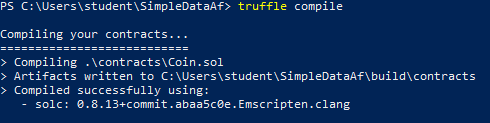 PS C:\Users\student\SimpleDataAf> truffle compile
Compiling your contracts...
===========================
> Compiling .\contracts\Coin.sol
> Artifacts written to C:\Users\student\SimpleDataAf\build\contracts
> Compiled successfully using:
   - solc: 0.8.13+commit.abaa5c0e.Emscripten.clang